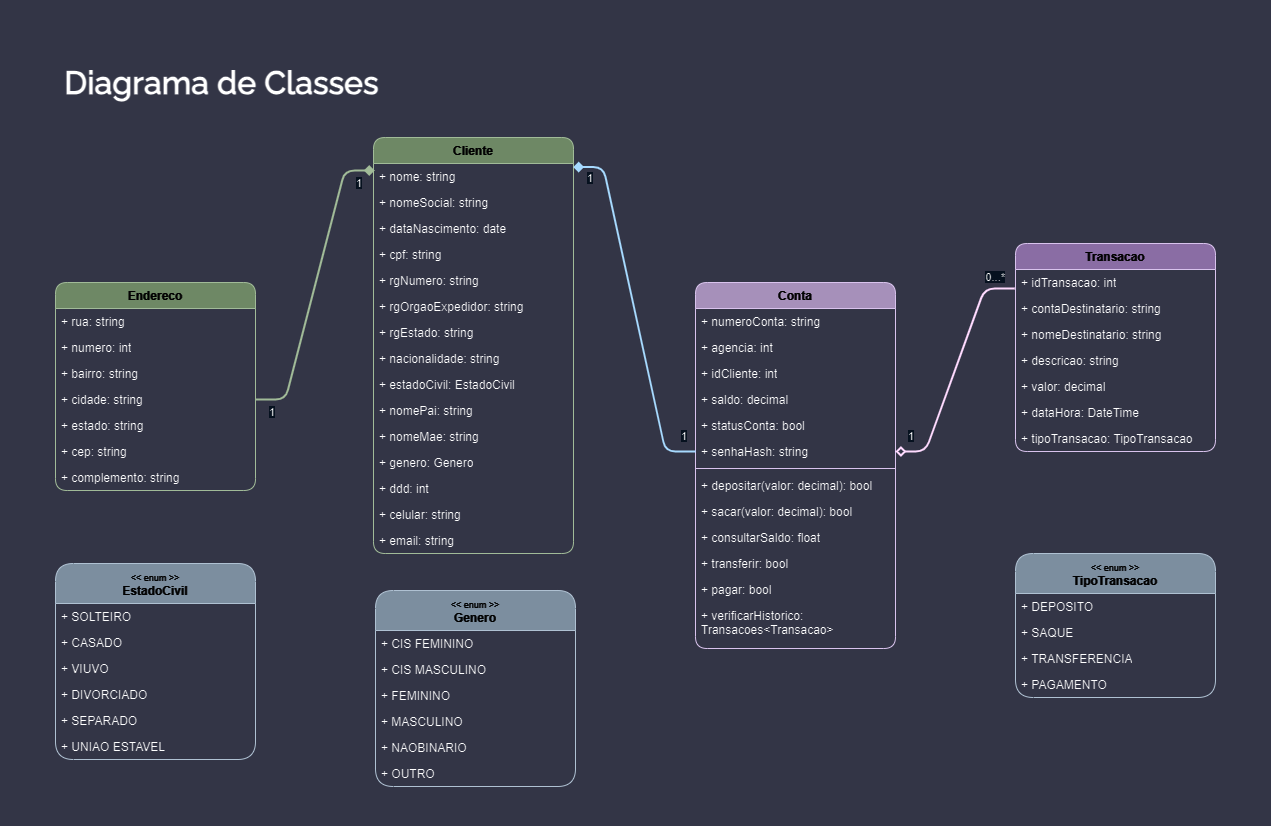 Diagrama de Classes
Cliente
+ nome: string
+ nomeSocial: string
+ dataNascimento: date
+ cpf: string
+ rgNumero: string
+ rgOrgaoExpedidor: string
+ rgEstado: string
+ nacionalidade: string
+ estadoCivil: EstadoCivil
+ nomePai: string
+ nomeMae: string
+ genero: Genero
+ ddd: int
+ celular: string
+ email: string
1
1
Endereco
+ rua: string
+ numero: int
+ bairro: string
+ cidade: string
+ estado: string
+ cep: string
+ complemento: string
1
Conta
+ numeroConta: string
+ agencia: int
+ idCliente: int
+ saldo: decimal
+ statusConta: bool
+ senhaHash: string
+ depositar(valor: decimal): bool
+ sacar(valor: decimal): bool
+ consultarSaldo: float
+ transferir: bool
+ pagar: bool
+ verificarHistorico:
Transacoes<Transacao>
1
1
0...*
Transacao
+ idTransacao: int
+ contaDestinatario: string
+ nomeDestinatario: string
+ descricao: string
+ valor: decimal
+ dataHora: DateTime
+ tipoTransacao: TipoTransacao
<< enum >>
EstadoCivil
+ SOLTEIRO
+ CASADO
+ VIUVO
+ DIVORCIADO
+ SEPARADO
+ UNIAO ESTAVEL
<< enum >>
Genero
+ CIS FEMININO
+ CIS MASCULINO
+ FEMININO
+ MASCULINO
+ NAOBINARIO
+ OUTRO
<< enum >>
TipoTransacao
+ DEPOSITO
+ SAQUE
+ TRANSFERENCIA
+ PAGAMENTO